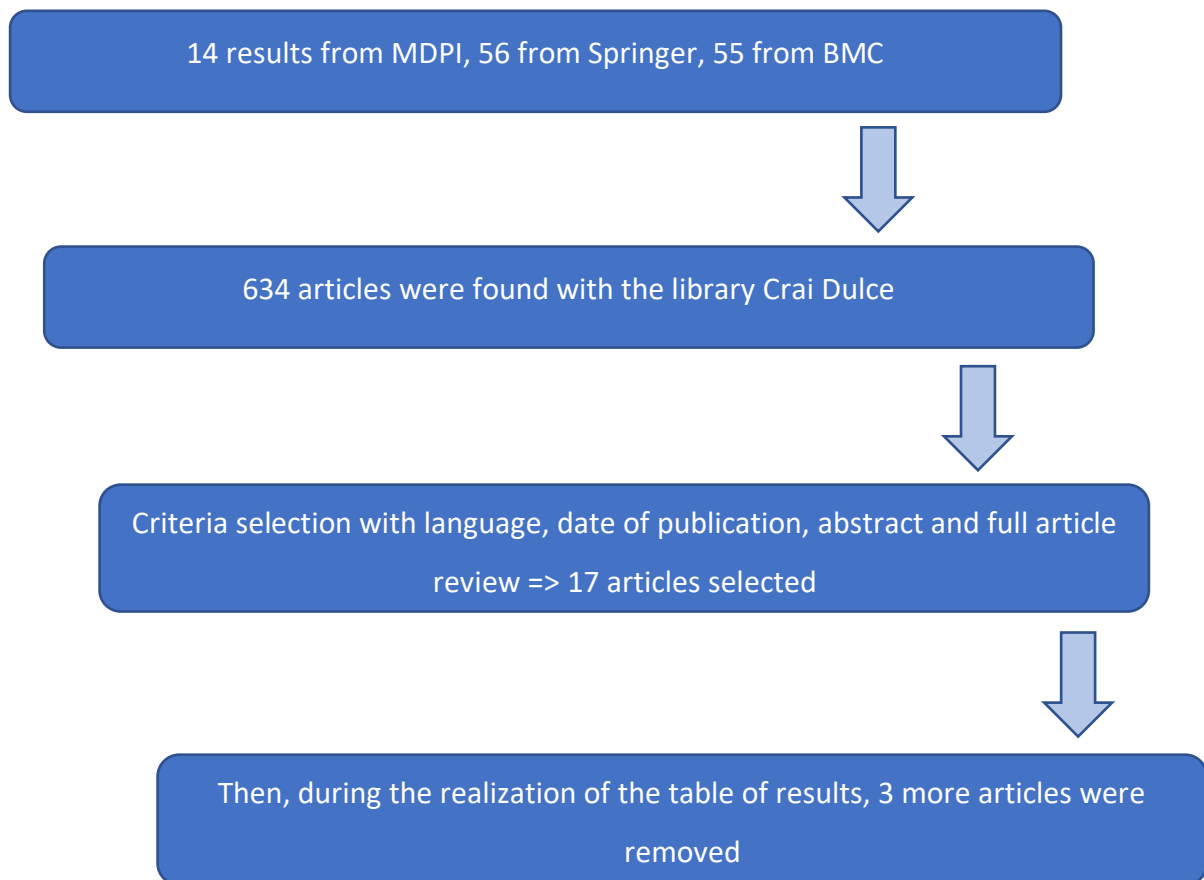 14 results from MDPI, 56 from Springer, 55 from BMC
634 articles were found with the library Crai Dulce
Criteria selection with language, date of publication, abstract and full article
review => 17 articles selected
Then, during the realization of the table of results, 3 more articles were
removed